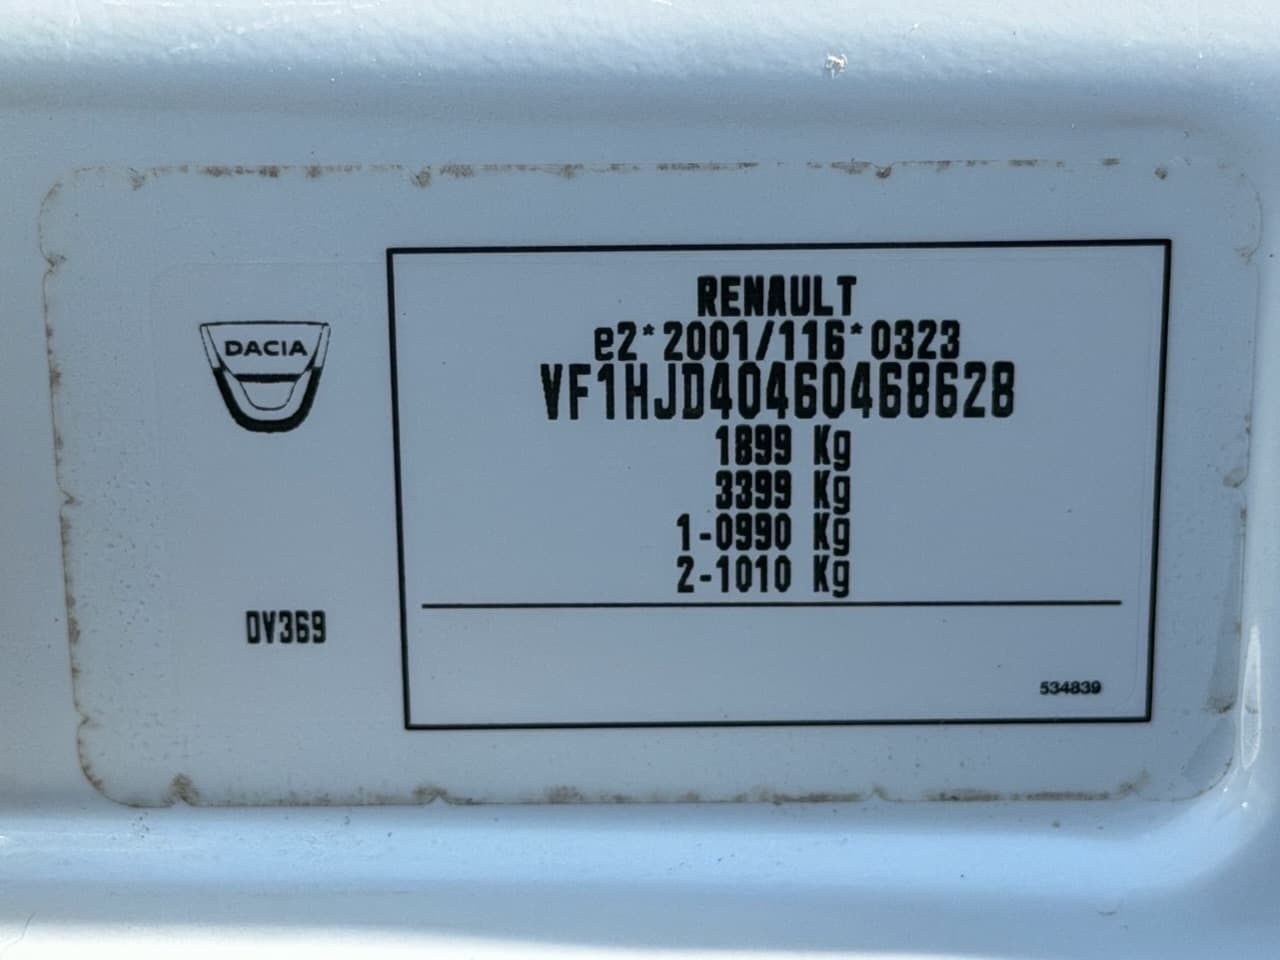 DACIA
DV369
RENAULT
e2*2001/116*0323
VF1HJD40460468628
1899 Kg
3399 Kg
1-0990 Kg
2-1010 Kg
534839